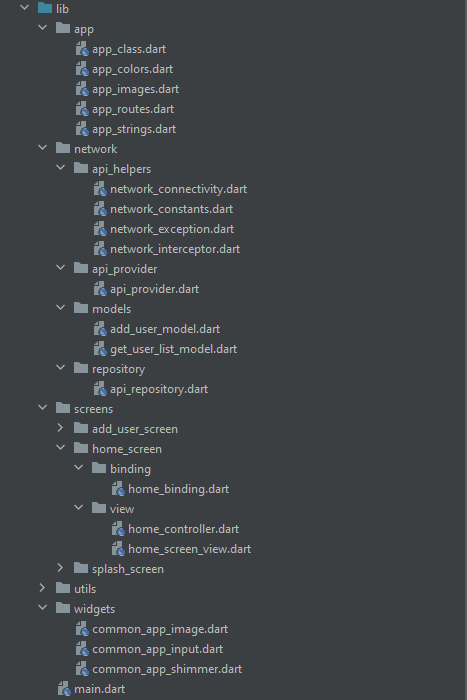 lib
app
app_class.dart
app_colors.dart
app_images.dart
app_routes.dart
app_strings.dart
network
api_helpers
network_connectivity.dart
network_constants.dart
network_exception.dart
network_interceptor.dart
api_provider
api_provider.dart
models
add_user_model.dart
get_user_list_model.dart
repository
api_repository.dart
screens
add_user_screen
home_screen
binding
home_binding.dart
view
home_controller.dart
home_screen_view.dart
splash_screen
utils
widgets
common_app_image.dart
common_app_input.dart
common_app_shimmer.dart
main.dart